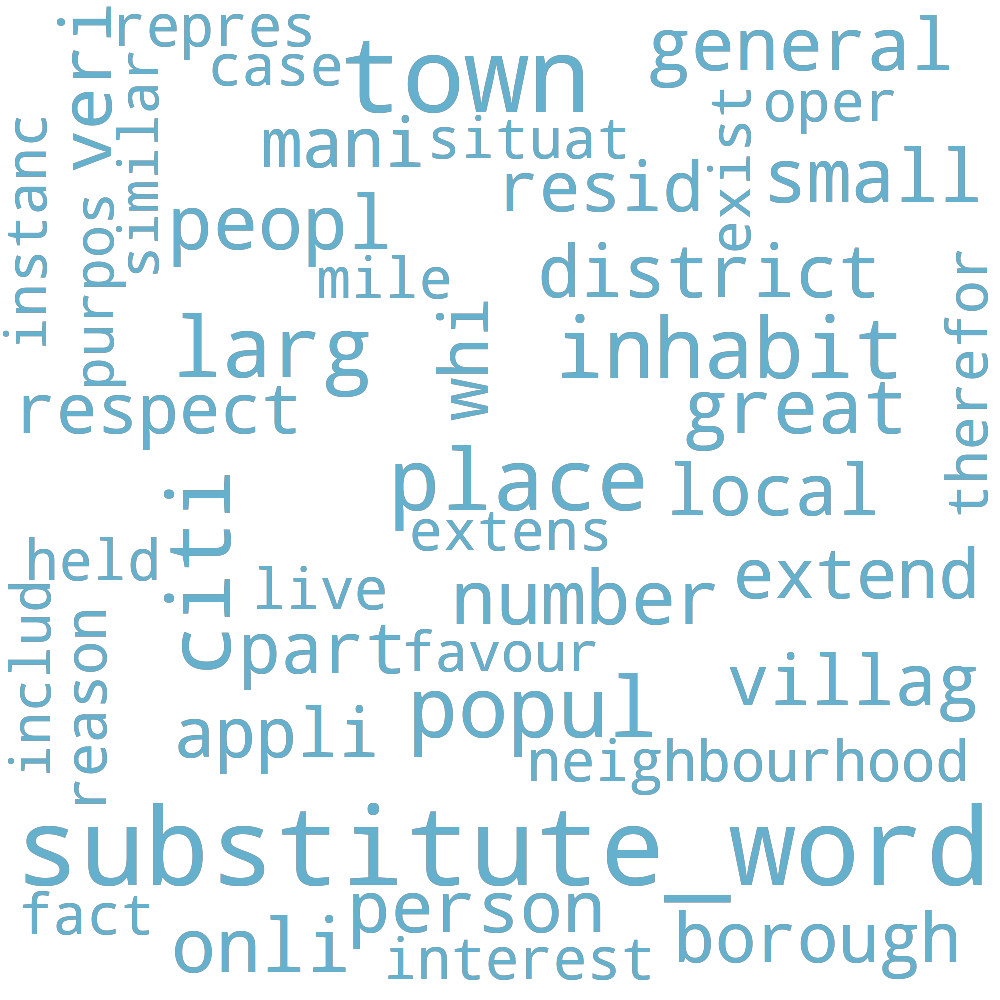 repres
case
town
general
veri
similar
instanc
purpos
mani
situat
exist
oper
resid
small
peopl
mile
district
therefor
larg
whi
inhabit
respect
great
citi
place
local
extens
held
live
number
extend
includ
reason
part
favour
villag
appli
popul
neighbourhood
substitute_word
fact
person
onli
interest
borough